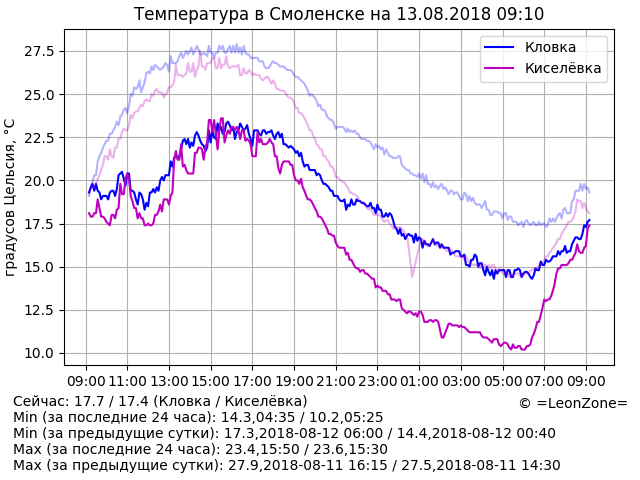 Температура в Смоленске на 13.08.2018 09:10
Кловка
Киселёвка
градусов Цельсия, °C
27.5
25.0
22.5
20.0
17.5
15.0
12.5
10.0
09:00 11:00 13:00 15:00 17:00 19:00 21:00 23:00 01:00 03:00 05:00 07:00 09:00
Сейчас: 17.7 / 17.4 (Кловка / Киселёвка)
© =LeonZone=
Min (за последние 24 часа): 14.3,04:35 / 10.2,05:25
Min (за предыдущие сутки): 17.3,2018-08-12 06:00 / 14.4,2018-08-12 00:40
Max (за последние 24 часа): 23.4,15:50 / 23.6,15:30
Max (за предыдущие сутки): 27.9,2018-08-11 16:15 / 27.5,2018-08-11 14:30